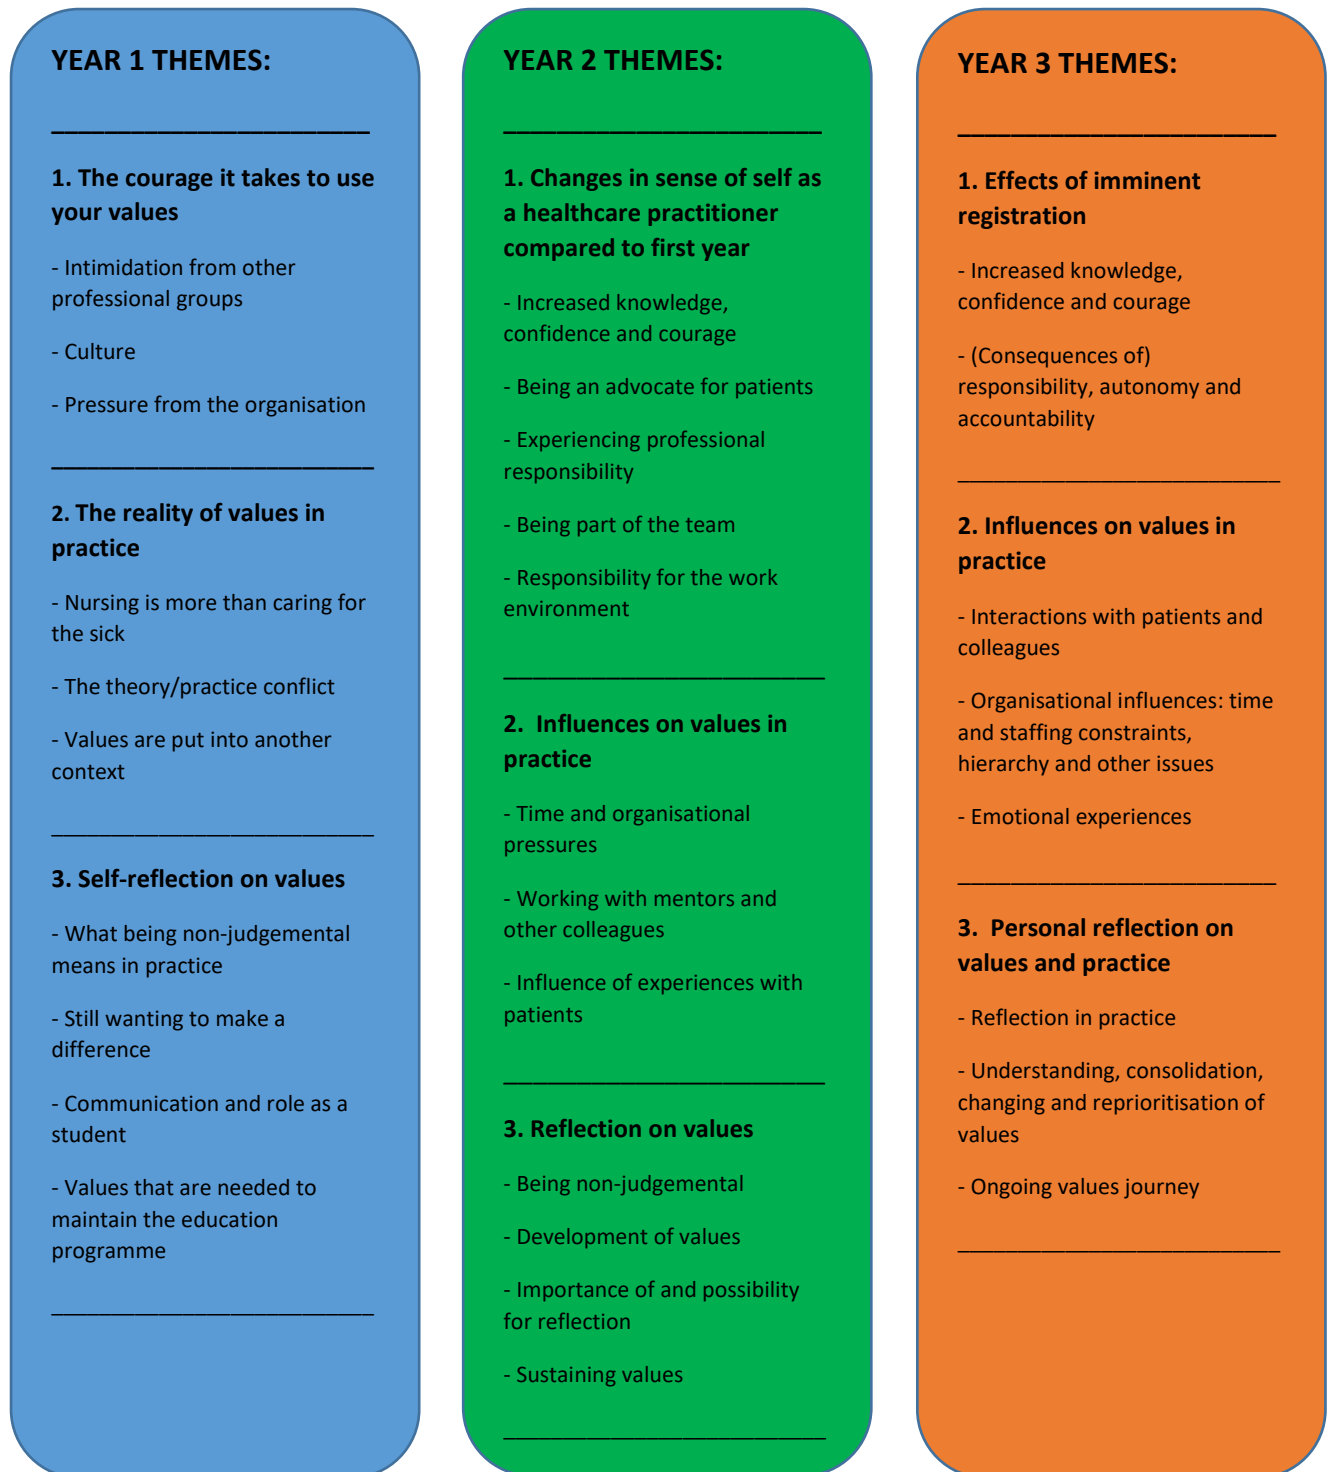 YEAR 1 THEMES:
1. The courage it takes to use
your values
- Intimidation from other
professional groups
- Culture
- Pressure from the organisation
2. The reality of values in
practice
- Nursing is more than caring for
the sick
- The theory/practice conflict
- Values are put into another
context
3. Self-reflection on values
- What being non-judgemental
means in practice
- Still wanting to make a
difference
- Communication and role as a
student
- Values that are needed to
maintain the education
programme
YEAR 2 THEMES:
1. Changes in sense of self as
a healthcare practitioner
compared to first year
- Increased knowledge,
confidence and courage
- Being an advocate for patients
- Experiencing professional
responsibility
- Being part of the team
- Responsibility for the work
environment
2. Influences on values in
practice
- Time and organisational
pressures
- Working with mentors and
other colleagues
- Influence of experiences with
patients
3. Reflection on values
- Being non-judgemental
- Development of values
- Importance of and possibility
for reflection
- Sustaining values
YEAR 3 THEMES:
1. Effects of imminent
registration
- Increased knowledge,
confidence and courage
- (Consequences of)
responsibility, autonomy and
accountability
2. Influences on values in
practice
- Interactions with patients and
colleagues
- Organisational influences: time
and staffing constraints,
hierarchy and other issues
- Emotional experiences
3. Personal reflection on
values and practice
- Reflection in practice
- Understanding, consolidation,
changing and reprioritisation of
values
- Ongoing values journey